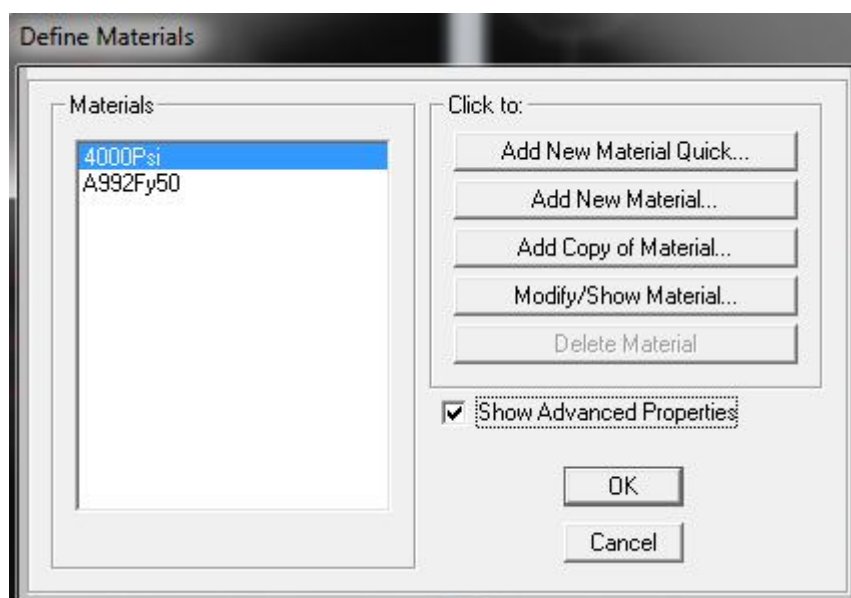 Define Materials
Materials
4000Psi
A992Fy50
Click to:
Add New Material Quick...
Add New Material...
Add Copy of Material...
Modify/Show Material...
Delete Material
Show Advanced Properties
OK
Cancel